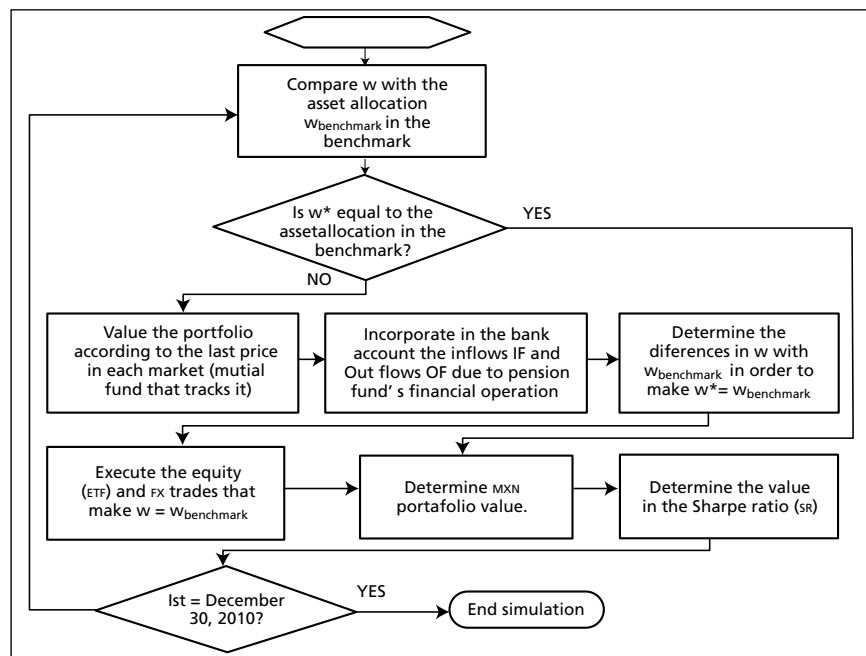 Compare w with the
asset allocation
wbenchmark in the
benchmark
Is w* equal to the
assetallocation in the
benchmark?
YES
NO
Value the portfolio
according to the last price
in each market (mutial
fund that tracks it)
Incorporate in the bank
account the inflows IF and
Out flows OF due to pension
fund’ s financial operation
Determine the
diferences in w with
wbenchmark in order to
make w*= wbenchmark
Execute the equity
(ETF) and FX trades that
make w = wbenchmark
Determine MXN
portafolio value.
Determine the value
in the Sharpe ratio (SR)
Ist = December
30, 2010?
YES
End simulation